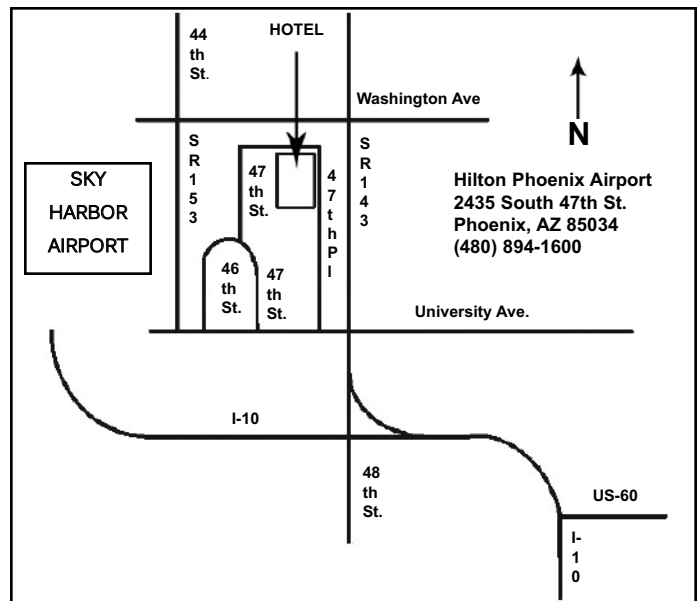 HOTEL
44
th
St.
Washington Ave
N
S
R
1
5
3
S
R
1
4
3
SKY
HARBOR
AIRPORT
47
th
St.
4
7
t
h
P
l
Hilton Phoenix Airport
2435 South 47th St.
Phoenix, AZ 85034
(480) 894-1600
46
th
St.
47
th
St.
University Ave.
I-10
48
th
St.
US-60
I-
1
0